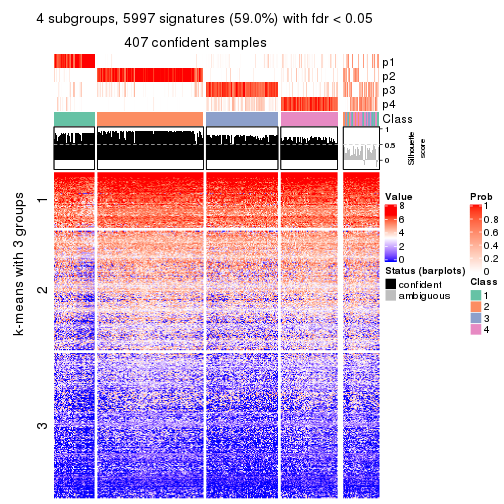 4 subgroups, 5997 signatures (59.0%) with fdr < 0.05
407 confident samples
p1
p2
p3
p4
Class
1
0.5
0
Silhouette
score
k-means with 3 groups
1
2
3
Value
8
6
4
2
0
Status (barplots)
confident
ambiguous
Prob
1
0.8
0.6
0.4
0.2
0
Class
1
2
3
4